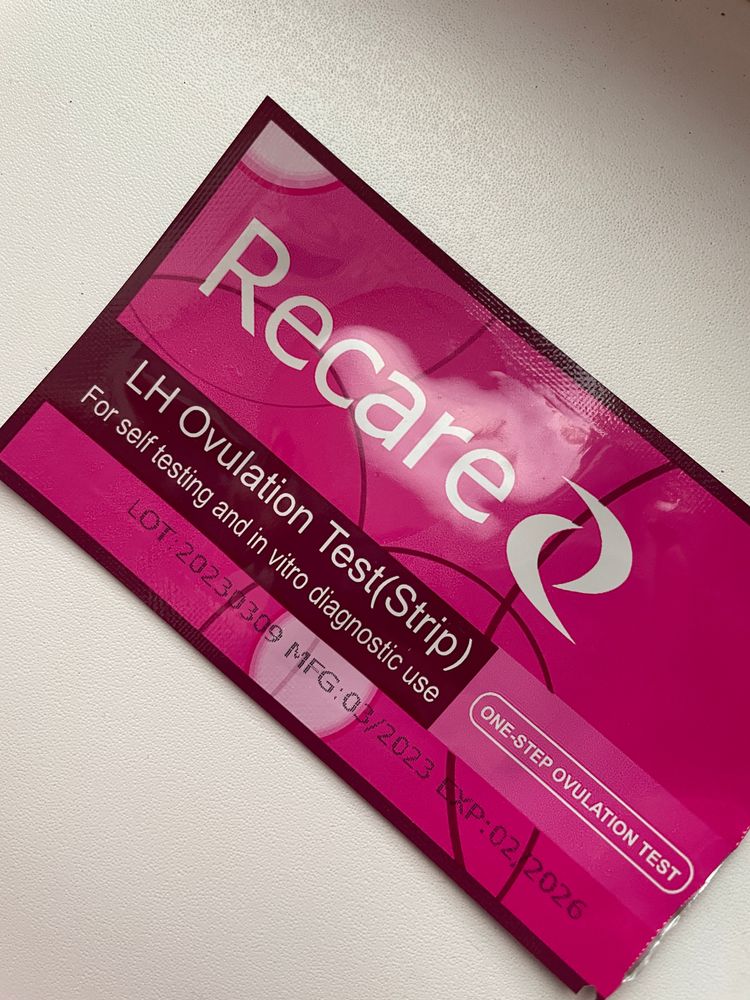 Recare
LH Ovulation Test(Strip)
For self testing and in vitro diagnostic use
LOT 20230309 MFG:03/2023 EXP:02/2026
ONE-STEP OVULATION TEST